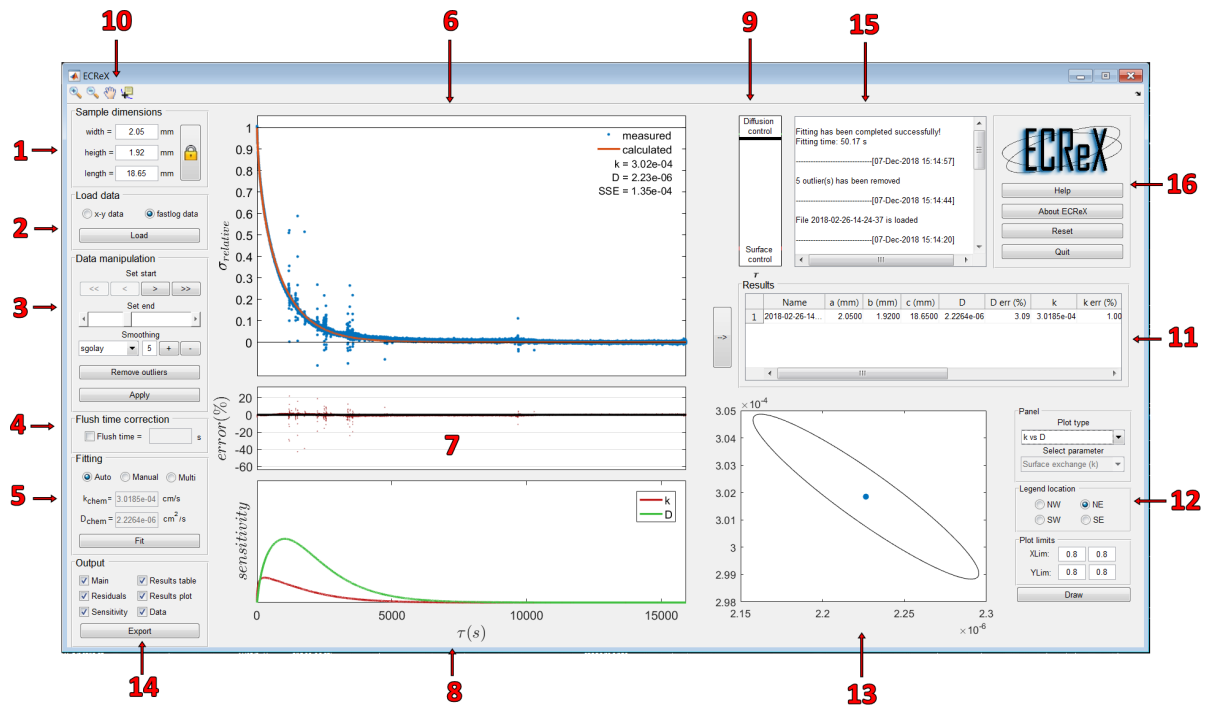 10
6
9
15
ECReX
Sample dimensions
width = 2.05 mm
heigth = 1.92 mm
length = 18.65 mm
1
Load data
x-y data fastlog data
Load
2
Data manipulation
Set start
<< < > >>
Set end
Smoothing
sgolay 5 + -
Remove outliers
Apply
3
Flush time correction
Flush time = s
4
Fitting
Auto Manual Multi
kchem= 3.0185e-04 cm/s
Dchem= 2.2264e-06 cm²/s
Fit
5
Output
Main Results table
Residuals Results plot
Sensitivity Data
Export
14
σrelative
1
0.9
0.8
0.7
0.6
0.5
0.4
0.3
0.2
0.1
0
measured
calculated
k = 3.02e-04
D = 2.23e-06
SSE = 1.35e-04
error(%)
20
0
-20
-40
-60
7
sensitivity
k
D
0 5000 10000 15000
τ(s)
8
Diffusion control
Surface control
r
Fitting has been completed successfully!
Fitting time: 50.17 s
-----------------------------[07-Dec-2018 15:14:57]
5 outlier(s) has been removed
-----------------------------[07-Dec-2018 15:14:44]
File 2018-02-26-14-24-37 is loaded
-----------------------------[07-Dec-2018 15:14:20]
ECReX
Help
About ECReX
Reset
Quit
16
Results
Name a (mm) b (mm) c (mm) D D err (%) k k err (%)
1 2018-02-26-14... 2.0500 1.9200 18.6500 2.2264e-06 3.09 3.0185e-04 1.00
-->
11
×10⁻⁴
3.05
3.04
3.03
3.02
3.01
3
2.99
2.98
2.15 2.2 2.25 2.3
×10⁻⁶
13
Panel
Plot type
k vs D
Select parameter
Surface exchange (k)
Legend location
NW NE
SW SE
12
Plot limits
XLim: 0.8 0.8
YLim: 0.8 0.8
Draw